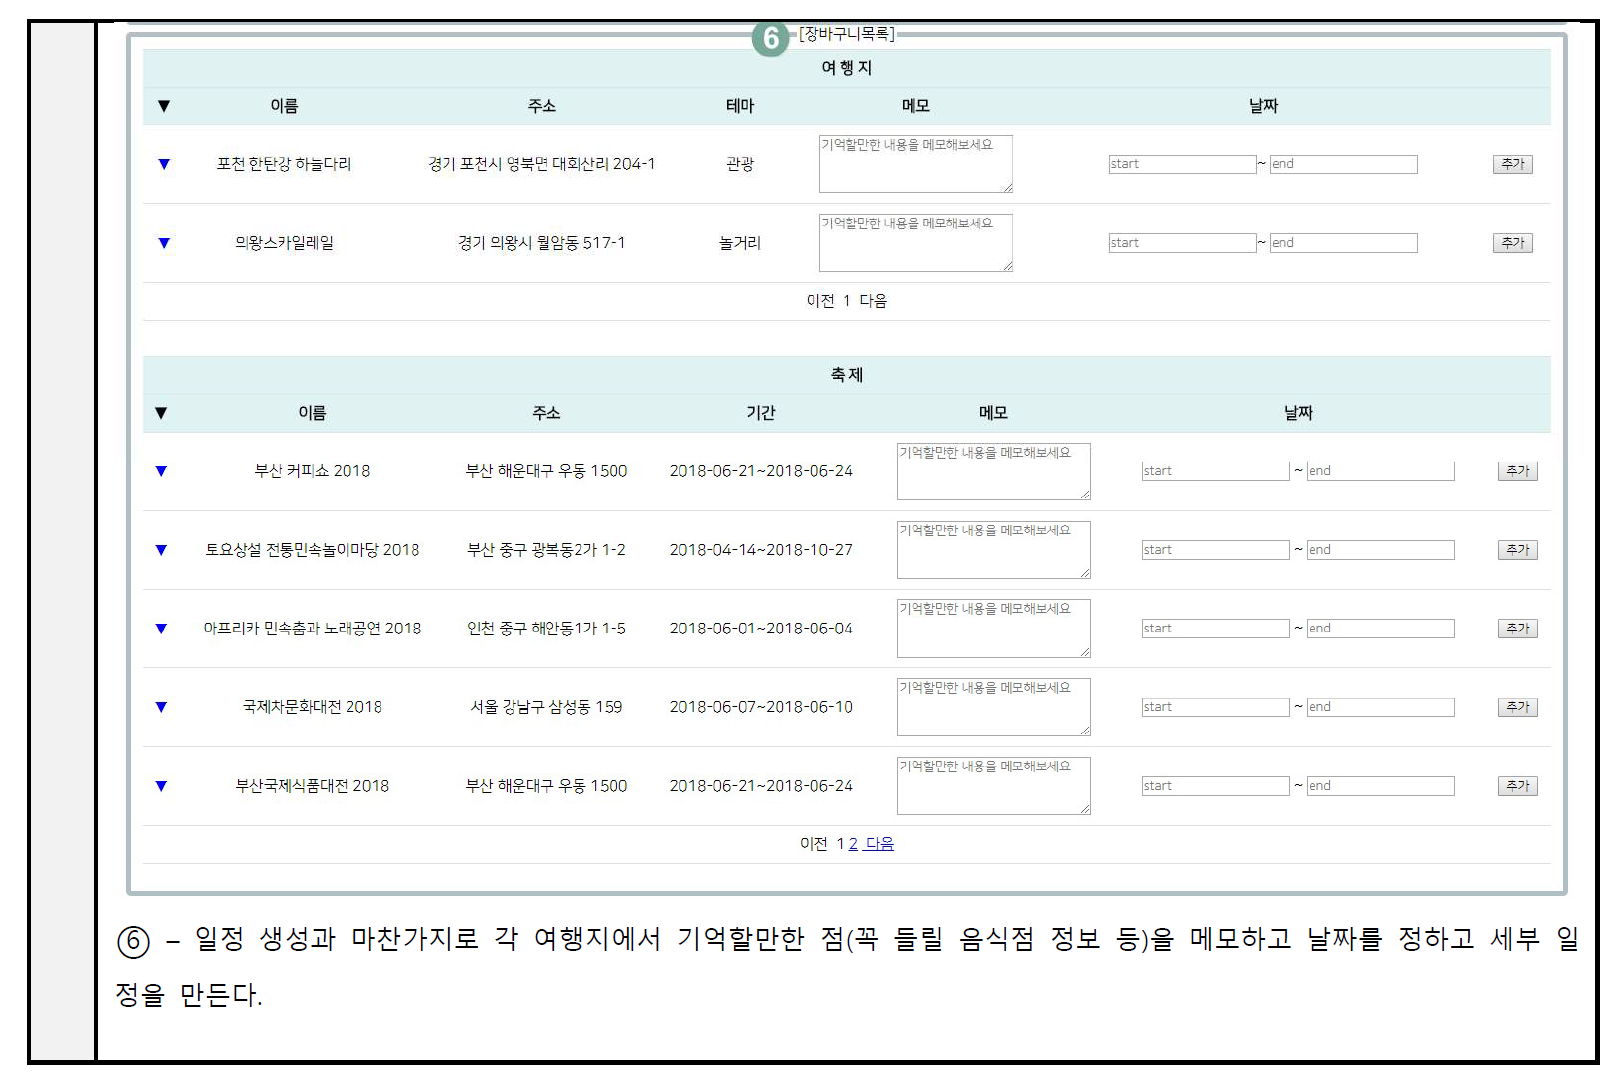 6 [장바구니목록]
여 행 지
▼ 이름 주소 테마 메모 날짜
▼ 포천 한탄강 하늘다리 경기 포천시 영북면 대회산리 204-1 관광 기억할만한 내용을 메모해보세요 start ~ end 추가
▼ 의왕스카일레일 경기 의왕시 월암동 517-1 놀거리 기억할만한 내용을 메모해보세요 start ~ end 추가
이전 1 다음
축 제
▼ 이름 주소 기간 메모 날짜
▼ 부산 커피쇼 2018 부산 해운대구 우동 1500 2018-06-21~2018-06-24 기억할만한 내용을 메모해보세요 start ~ end 추가
▼ 토요상설 전통민속놀이마당 2018 부산 중구 광복동2가 1-2 2018-04-14~2018-10-27 기억할만한 내용을 메모해보세요 start ~ end 추가
▼ 아프리카 민속춤과 노래공연 2018 인천 중구 해안동1가 1-5 2018-06-01~2018-06-04 기억할만한 내용을 메모해보세요 start ~ end 추가
▼ 국제차문화대전 2018 서울 강남구 삼성동 159 2018-06-07~2018-06-10 기억할만한 내용을 메모해보세요 start ~ end 추가
▼ 부산국제식품대전 2018 부산 해운대구 우동 1500 2018-06-21~2018-06-24 기억할만한 내용을 메모해보세요 start ~ end 추가
이전 1 2 다음
⑥ – 일정 생성과 마찬가지로 각 여행지에서 기억할만한 점(꼭 들릴 음식점 정보 등)을 메모하고 날짜를 정하고 세부 일
정을 만든다.